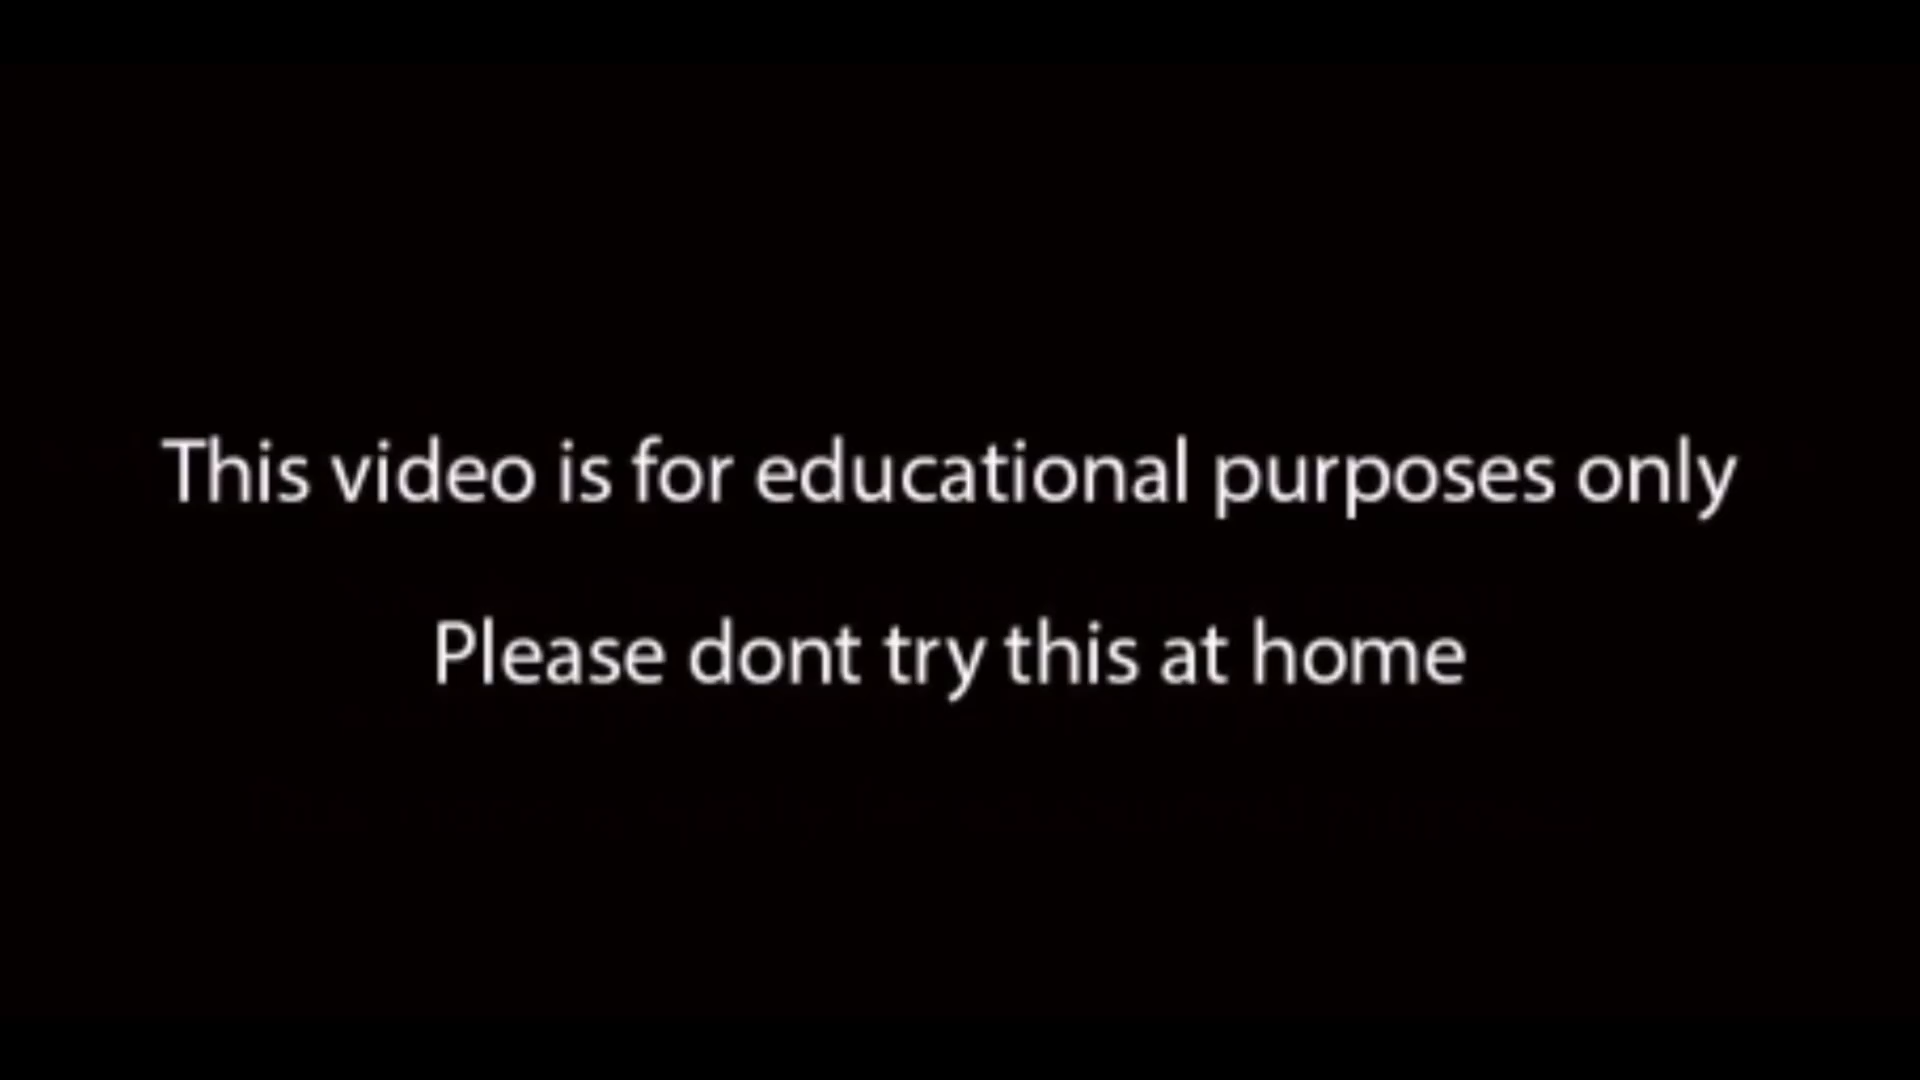 This video is for educational purposes only
Please dont try this at home